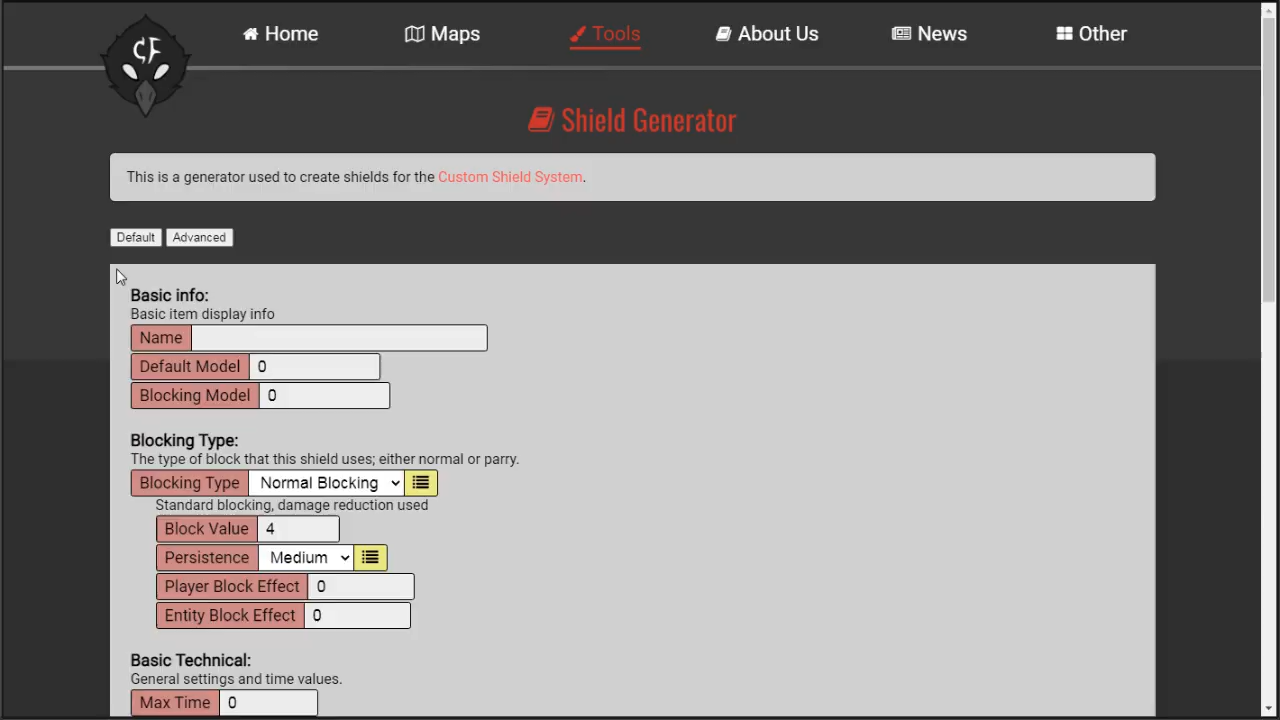 CF
Home Maps Tools About Us News Other
Shield Generator
This is a generator used to create shields for the Custom Shield System.
Default Advanced
Basic info:
Basic item display info
Name
Default Model 0
Blocking Model 0
Blocking Type:
The type of block that this shield uses; either normal or parry.
Blocking Type Normal Blocking
Standard blocking, damage reduction used
Block Value 4
Persistence Medium
Player Block Effect 0
Entity Block Effect 0
Basic Technical:
General settings and time values.
Max Time 0